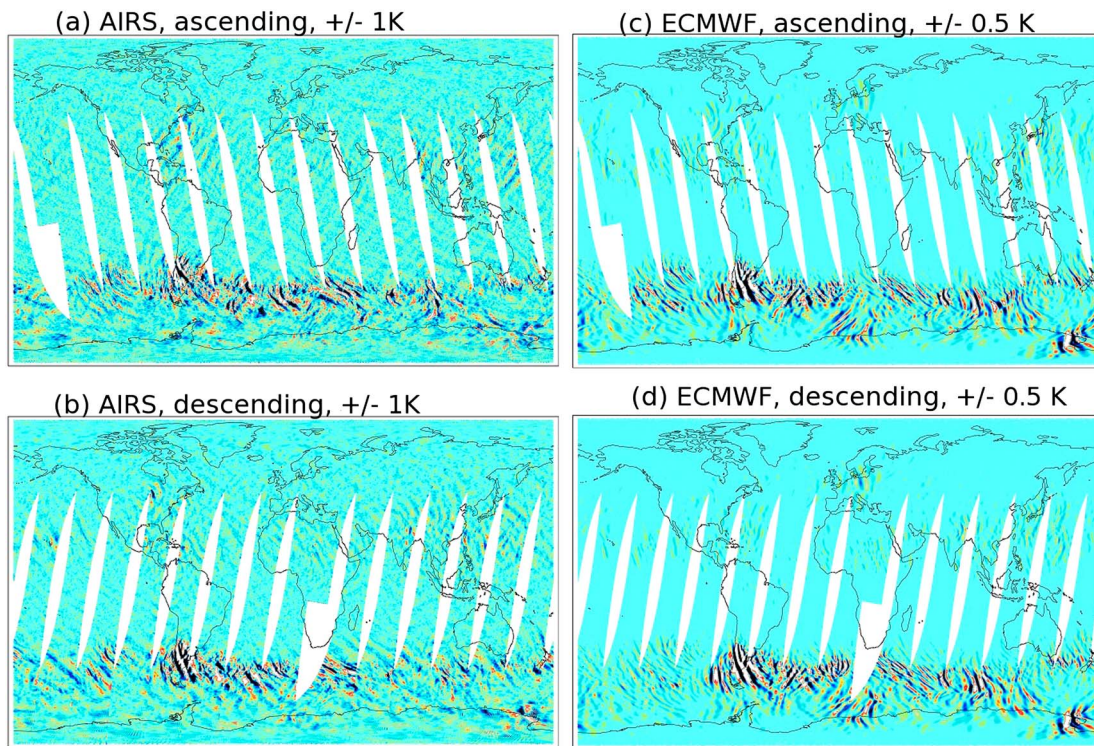 (a) AIRS, ascending, +/- 1K
(c) ECMWF, ascending, +/- 0.5 K
(b) AIRS, descending, +/- 1K
(d) ECMWF, descending, +/- 0.5 K